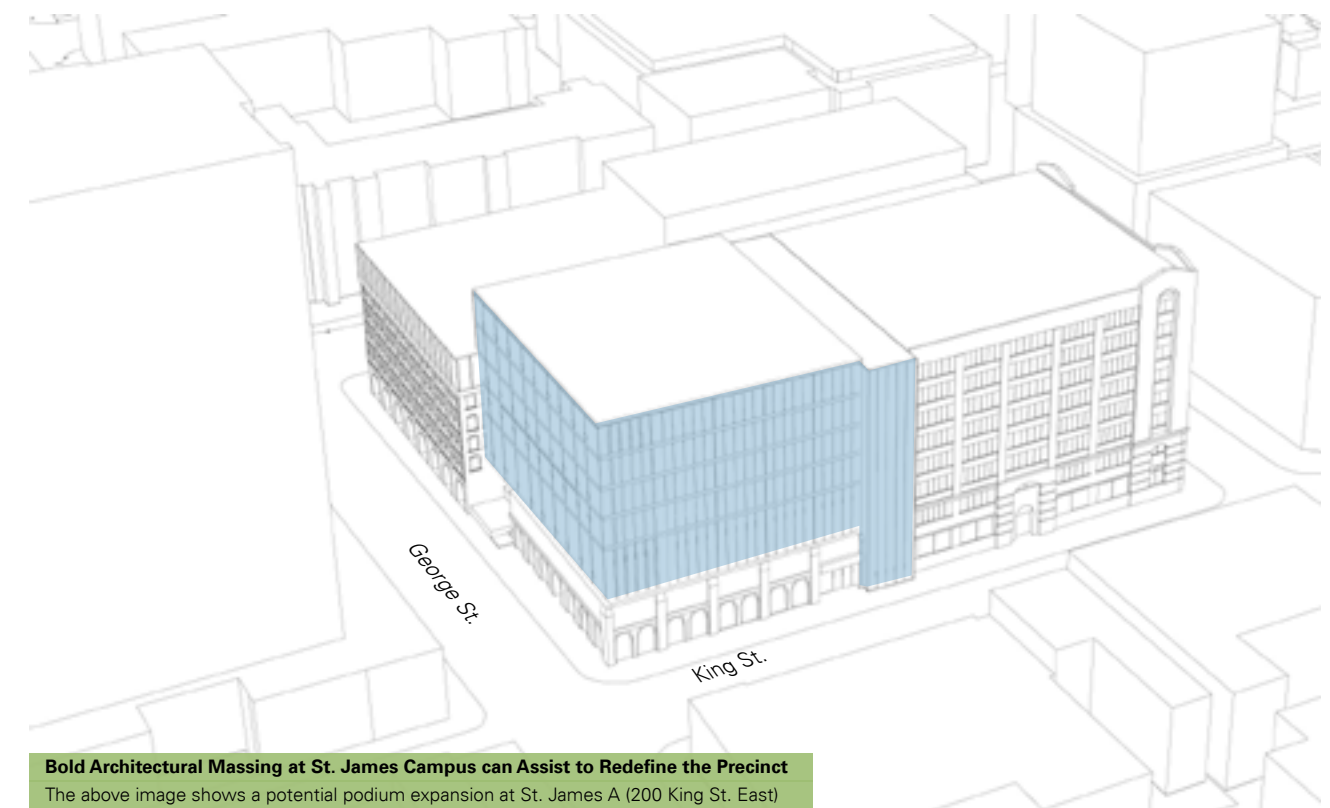 George St.
King St.
Bold Architectural Massing at St. James Campus can Assist to Redefine the Precinct
The above image shows a potential podium expansion at St. James A (200 King St. East)